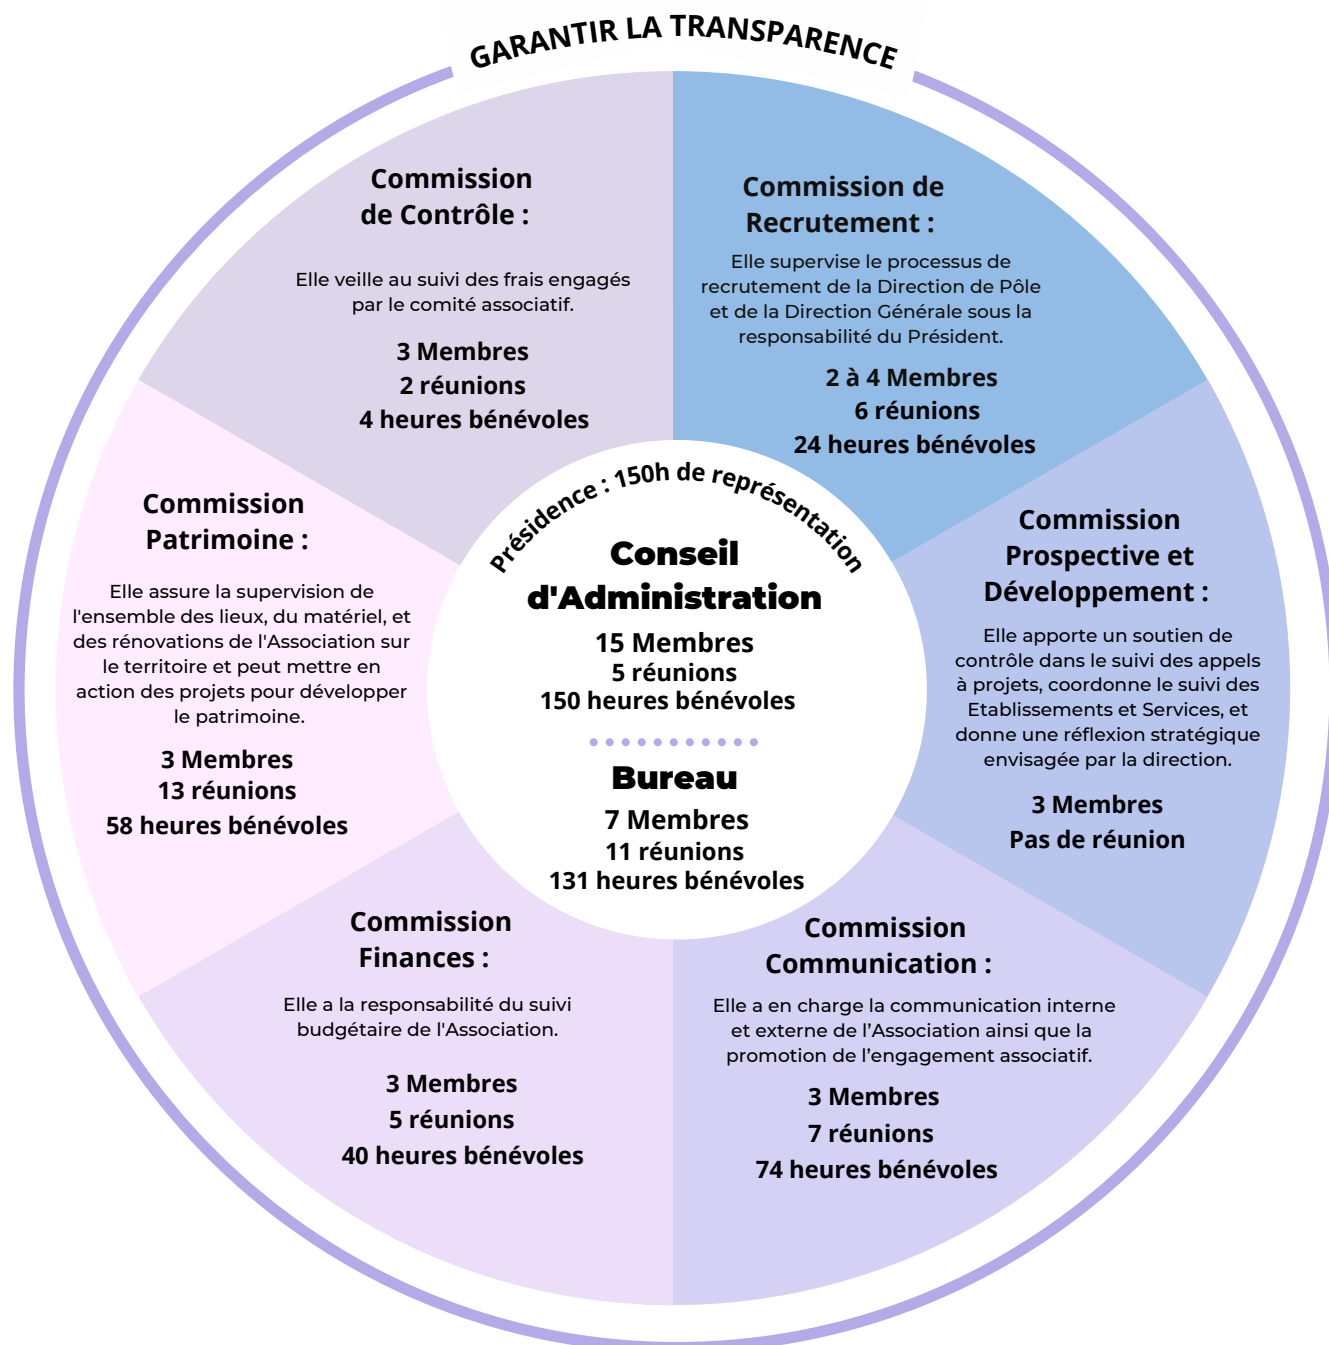 GARANTIR LA TRANSPARENCE
Commission
de Contrôle :
Elle veille au suivi des frais engagés
par le comité associatif.
3 Membres
2 réunions
4 heures bénévoles
Commission de
Recrutement :
Elle supervise le processus de
recrutement de la Direction de Pôle
et de la Direction Générale sous la
responsabilité du Président.
2 à 4 Membres
6 réunions
24 heures bénévoles
Commission
Patrimoine :
Elle assure la supervision de
l'ensemble des lieux, du matériel, et
des rénovations de l'Association sur
le territoire et peut mettre en
action des projets pour développer
le patrimoine.
3 Membres
13 réunions
58 heures bénévoles
Présidence : 150h de représentation
Conseil
d'Administration
15 Membres
5 réunions
150 heures bénévoles
Bureau
7 Membres
11 réunions
131 heures bénévoles
Commission
Prospective et
Développement :
Elle apporte un soutien de
contrôle dans le suivi des appels
à projets, coordonne le suivi des
Etablissements et Services, et
donne une réflexion stratégique
envisagée par la direction.
3 Membres
Pas de réunion
Commission
Finances :
Elle a la responsabilité du suivi
budgétaire de l'Association.
3 Membres
5 réunions
40 heures bénévoles
Commission
Communication :
Elle a en charge la communication interne
et externe de l’Association ainsi que la
promotion de l’engagement associatif.
3 Membres
7 réunions
74 heures bénévoles